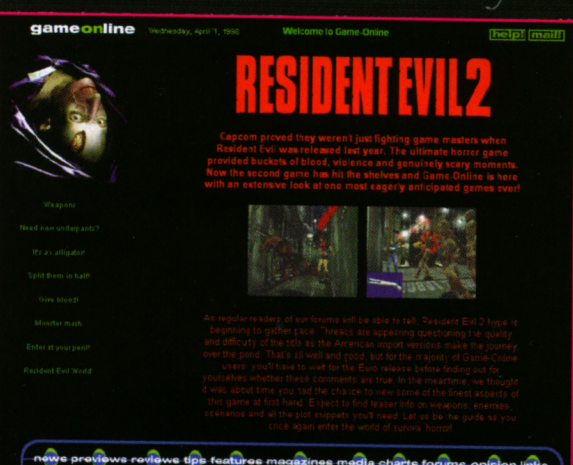 gameonline Wednesday, April 1, 1998 Welcome to Game-Online help! mail!
RESIDENT EVIL 2
Capcom proved they weren't just fighting game masters when
Resident Evil was released last year. The ultimate horror game
provided buckets of blood, violence and genuinely scary moments.
Now the second game has hit the shelves and Game-Online is here
with an extensive look at one most eagerly anticipated games ever!
Weapons
Need new underpants?
It's an alligator!
Split them in half!
Give blood!
Monster mash
Enter at your peril!
Resident Evil World
As regular readers of our forums will be able to tell, Resident Evil 2 hype is
beginning to gather pace. Threads are appearing questioning the quality
and difficulty of the title as the American import versions make the journey
over the pond. That's all well and good, but for the majority of Game-Online
users, you'll have to wait for the Euro release before finding out for
yourselves whether these comments are true. In the meantime, we thought
it was about time you had the chance to view some of the finest aspects of
this game at first hand. Expect to find teaser info on weapons, enemies,
scenarios and all the plot snippets you'll need. Let us be the guide as you
once again enter the world of survival horror!
news previews reviews tips features magazines media charts forums opinion links